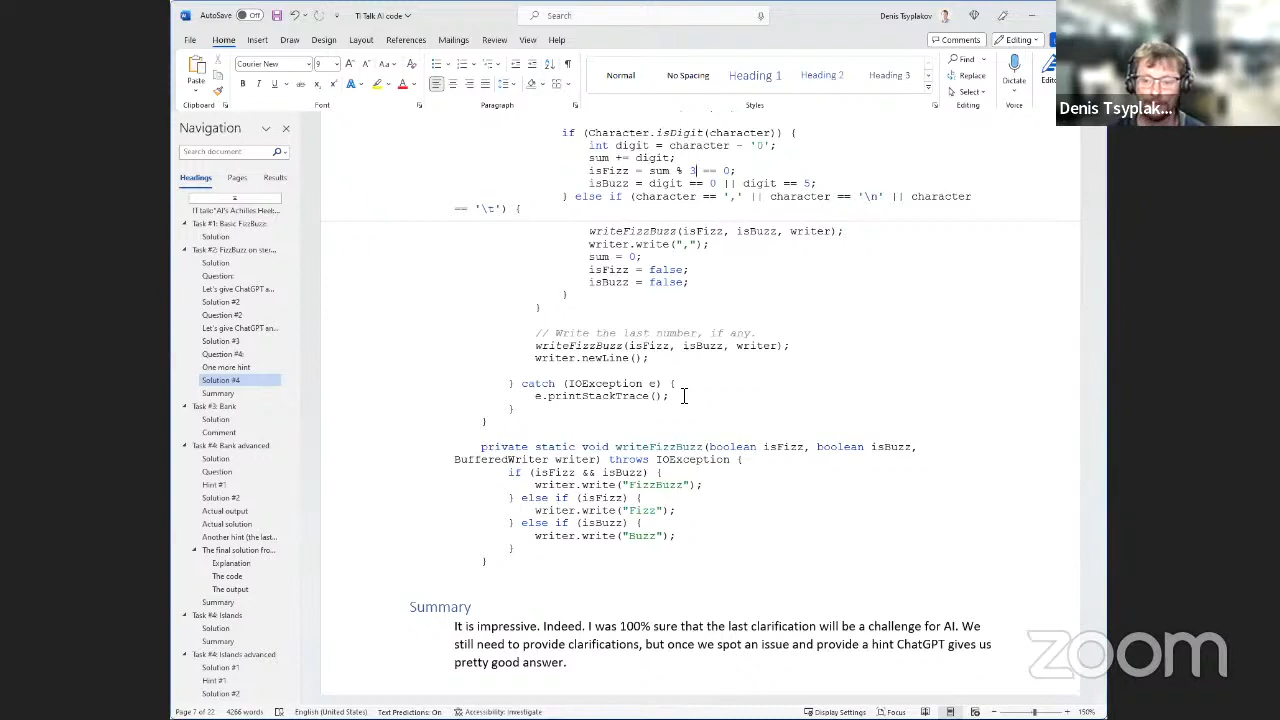 AutoSave Off TI Talk AI code Search Denis Tsyplakov
File Home Insert Draw Design Layout References Mailings Review View Help Comments Editing
Paste Courier New 9 Find Dictate
Normal No Spacing Heading 1 Heading 2 Heading 3 Replace
Select
Clipboard Font Paragraph Styles Editing Voice
Denis Tsyplak...
Navigation
Search document
Headings Pages Results
IT talk:"AI's Achilles Heel:
Task #1: Basic FizzBuzz:
Solution
Task #2: FizzBuzz on ster...
Solution
Question:
Let's give ChatGPT a...
Solution #2
Question #2
Let's give ChatGPT an...
Solution #3
Question #4:
One more hint
Solution #4
Summary
Task #3: Bank
Solution
Comment
Task #4: Bank advanced
Solution
Question
Hint #1
Solution #2
Actual output
Actual solution
Another hint (the last...
The final solution fro...
Explanation
The code
The output
Summary
Task #4: Islands
Solution
Summary
Task #4: Islands advanced
Solution #1
Hint #1
Solution #2
if (Character.isDigit(character)) {
int digit = character - '0';
sum += digit;
isFizz = sum % 3 == 0;
isBuzz = digit == 0 || digit == 5;
} else if (character == ',' || character == '\n' || character
== '\t') {
writeFizzBuzz(isFizz, isBuzz, writer);
writer.write(",");
sum = 0;
isFizz = false;
isBuzz = false;
}
}
// Write the last number, if any.
writeFizzBuzz(isFizz, isBuzz, writer);
writer.newLine();
} catch (IOException e) {
e.printStackTrace();
}
}
private static void writeFizzBuzz(boolean isFizz, boolean isBuzz,
BufferedWriter writer) throws IOException {
if (isFizz && isBuzz) {
writer.write("FizzBuzz");
} else if (isFizz) {
writer.write("Fizz");
} else if (isBuzz) {
writer.write("Buzz");
}
}
Summary
It is impressive. Indeed. I was 100% sure that the last clarification will be a challenge for AI. We
still need to provide clarifications, but once we spot an issue and provide a hint ChatGPT gives us
pretty good answer.
zoom
Page 7 of 22 4266 words English (United States) Text Predictions: On Accessibility: Investigate Display Settings Focus 150%